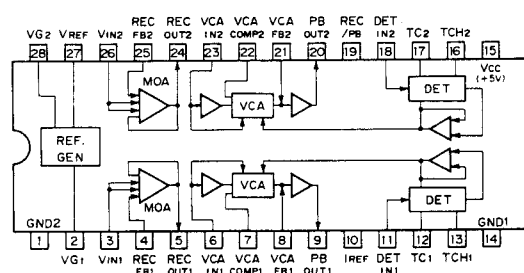 REC VCA VCA VCA PB REC DET
VG2 VREF VIN2 FB2 OUT2 IN2 COMP2 FB2 OUT2 /PB IN2 TC2 TCH2
28 27 26 25 24 23 22 21 20 19 18 17 16 15
VCC
(+5V)
MOA
VCA
DET
REF.
GEN
MOA
VCA
DET
GND2
GND1
1 2 3 4 5 6 7 8 9 10 11 12 13 14
VG1 VIN1 REC REC VCA VCA VCA PB IREF DET TC1 TCH1
FB1 OUT1 IN1 COMP1 FB1 OUT1 IN1